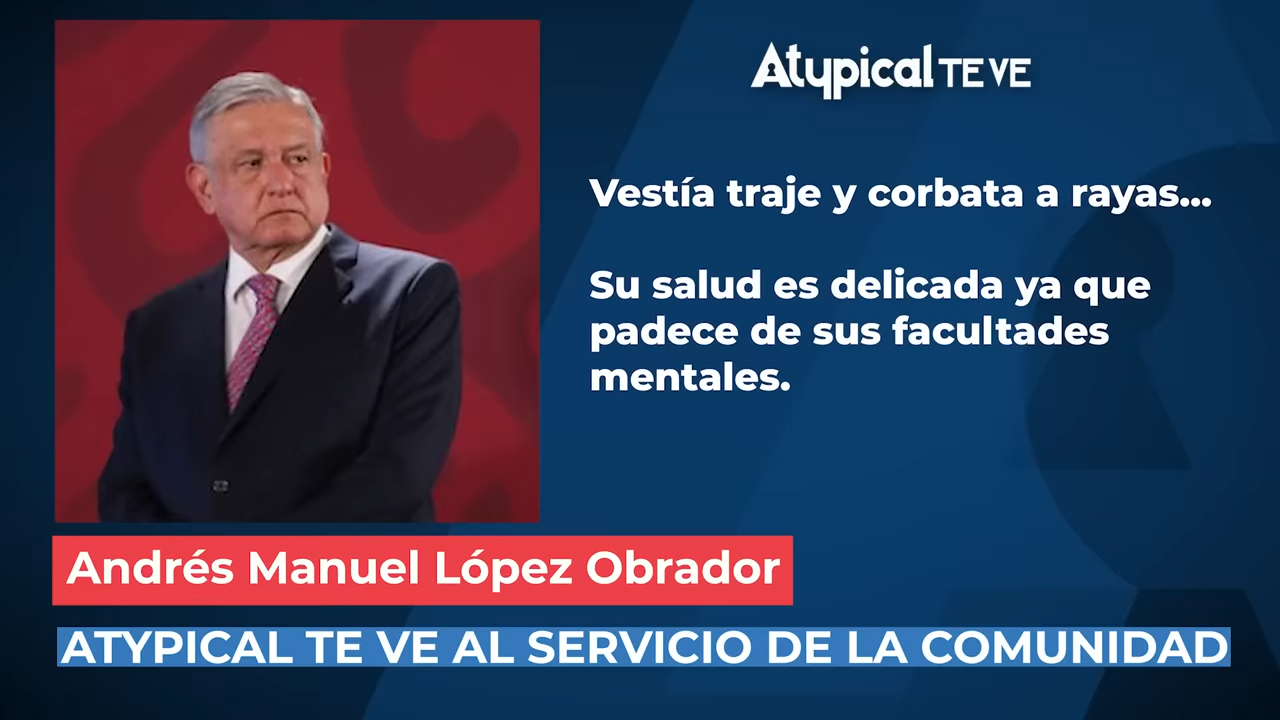 Atypical TE VE
Vestía traje y corbata a rayas...
Su salud es delicada ya que
padece de sus facultades
mentales.
Andrés Manuel López Obrador
ATYPICAL TE VE AL SERVICIO DE LA COMUNIDAD